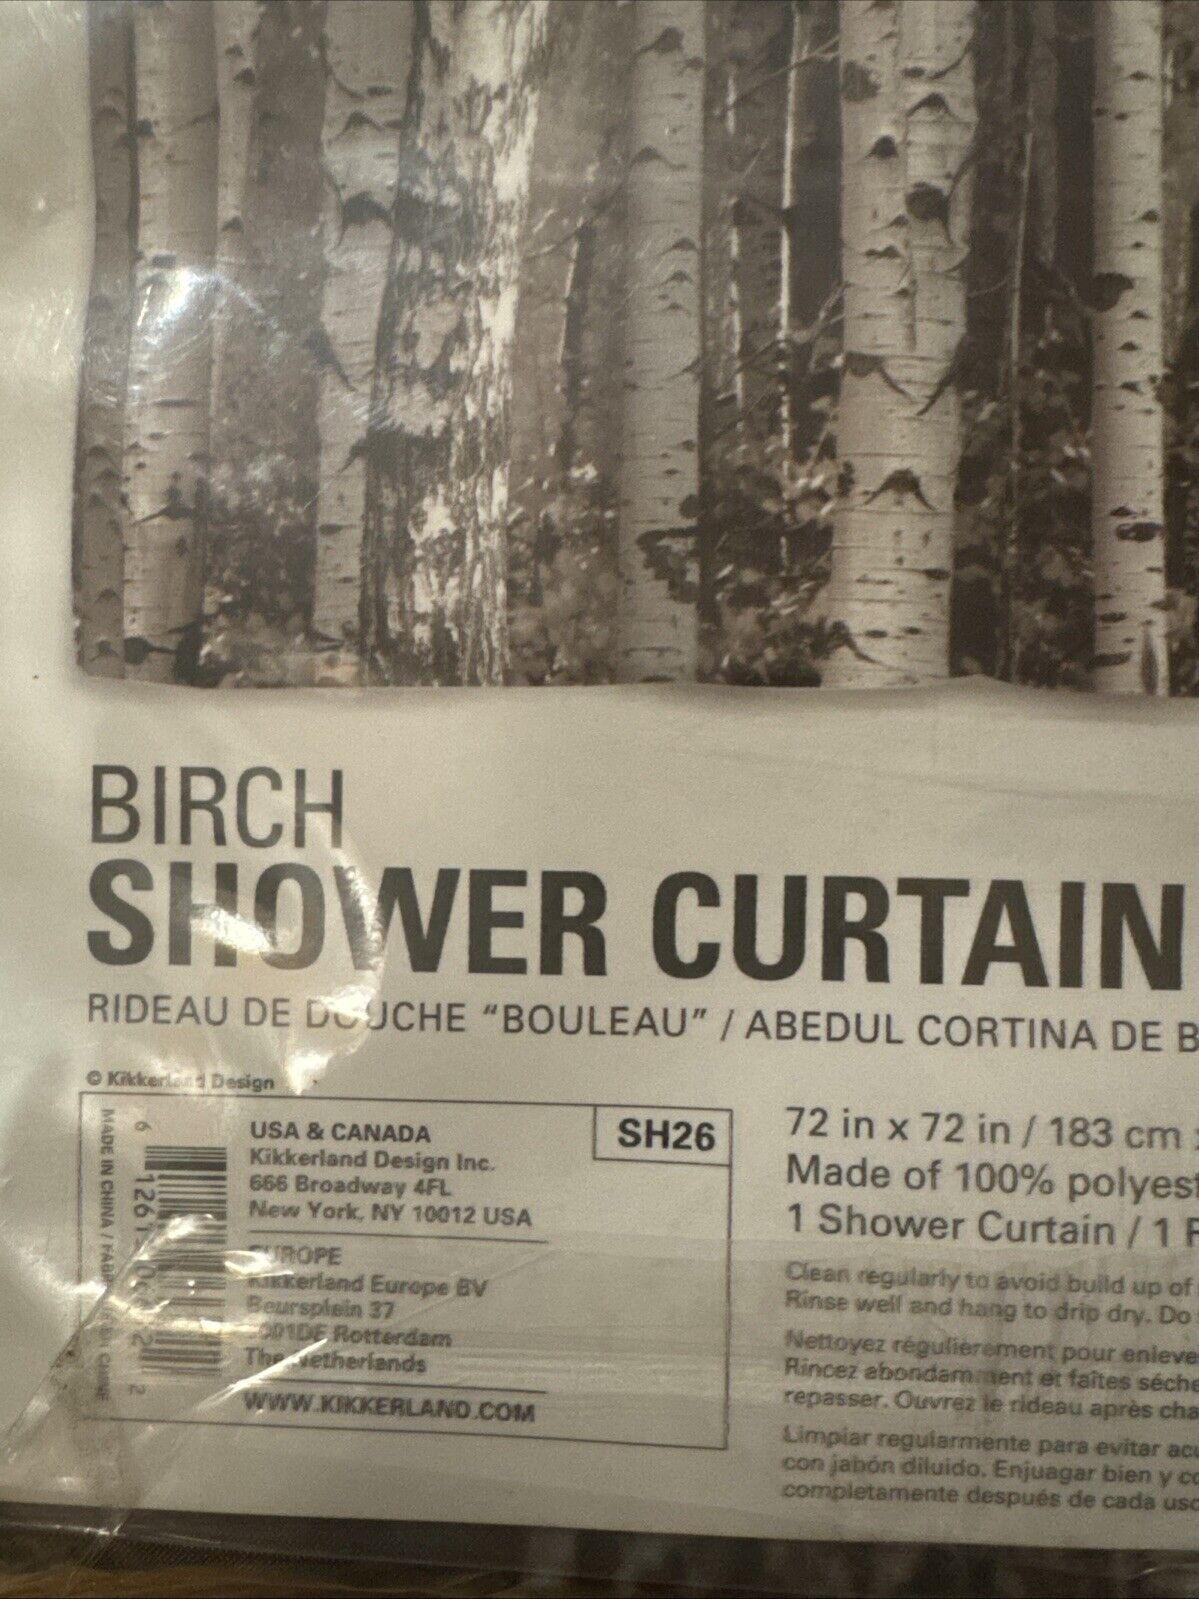 BIRCH
SHOWER CURTAIN
RIDEAU DE DOUCHE “BOULEAU” / ABEDUL CORTINA DE B
© Kikkerland Design
MADE IN CHINA /
USA & CANADA
Kikkerland Design Inc.
666 Broadway 4FL
New York, NY 10012 USA
EUROPE
Kikkerland Europe BV
Beursplein 37
Rotterdam
The Netherlands
WWW.KIKKERLAND.COM
SH26
72 in x 72 in / 183 cm
Made of 100% polyest
1 Shower Curtain / 1
Clean regularly to avoid build up of
Rinse well and hang to drip dry. Do
Nettoyez régulièrement pour enleve
Rincez abondamment et faîtes séche
repasser. Ouvrez le rideau après cha
Limpiar regularmente para evitar acu
con jabón diluido. Enjuagar bien y co
completamente después de cada uso